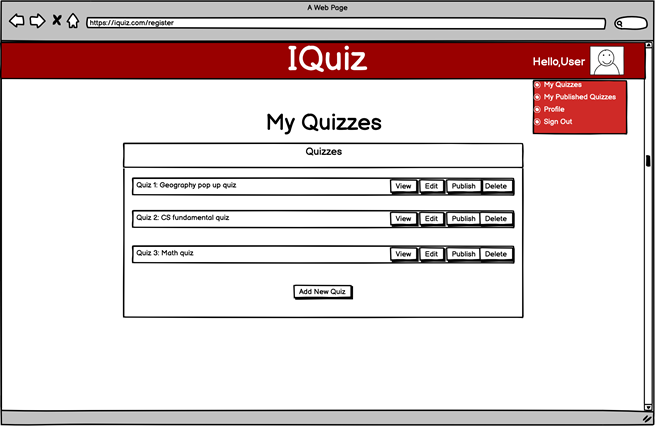 A Web Page
https://iquiz.com/register
IQuiz
Hello,User
My Quizzes
My Published Quizzes
Profile
Sign Out
My Quizzes
Quizzes
Quiz 1: Geography pop up quiz View Edit Publish Delete
Quiz 2: CS fundamental quiz View Edit Publish Delete
Quiz 3: Math quiz View Edit Publish Delete
Add New Quiz